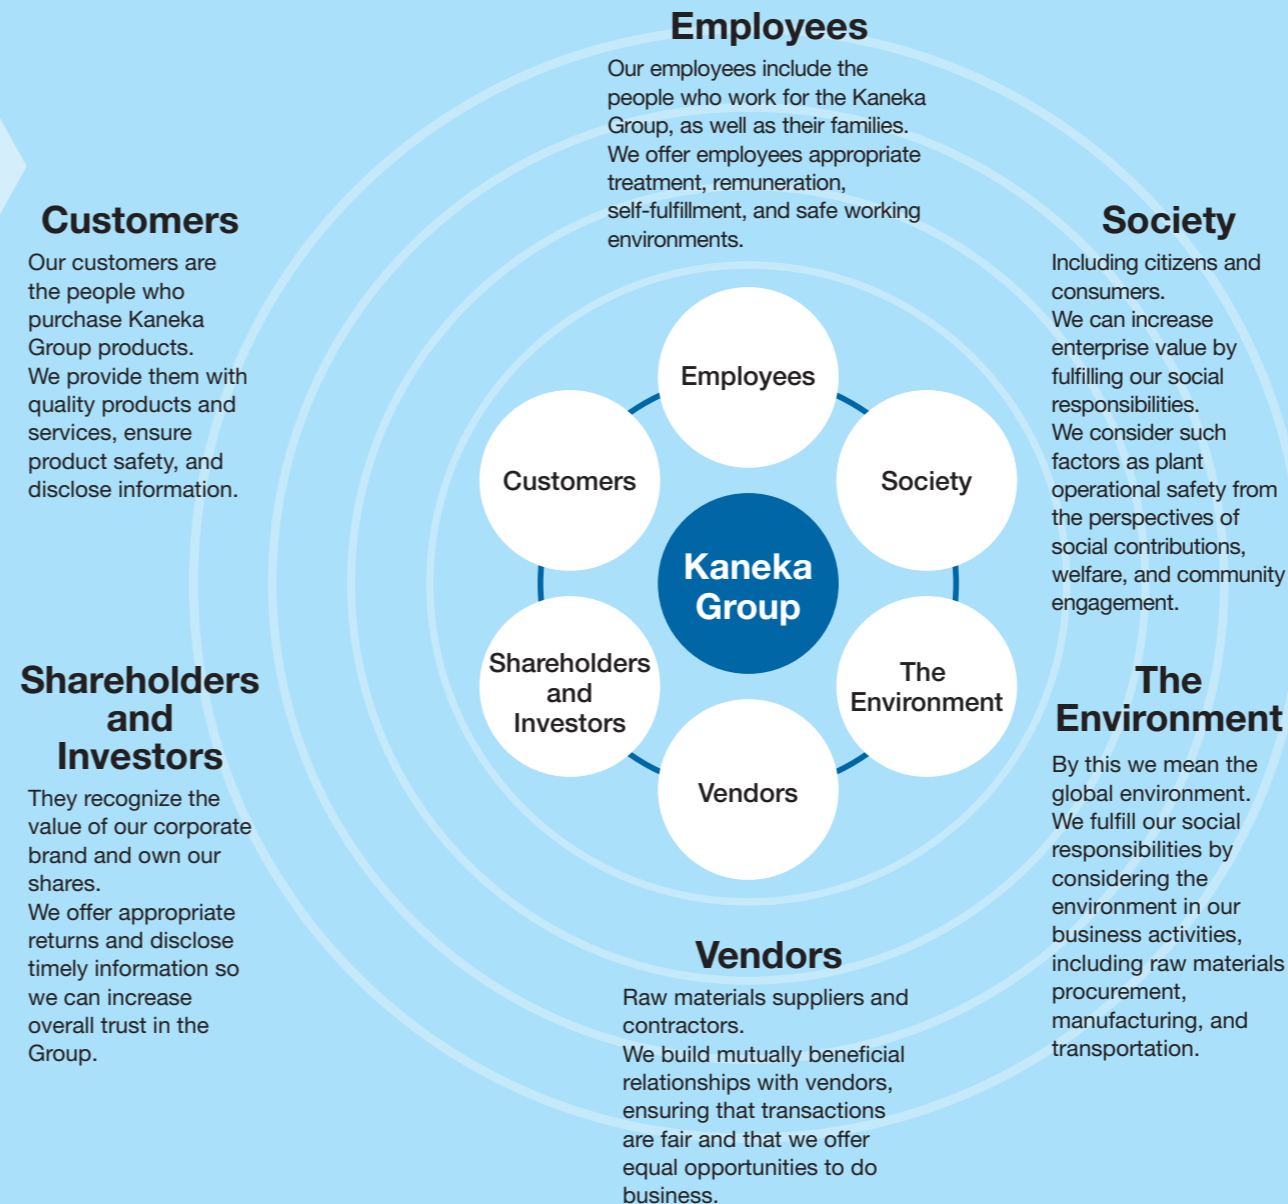 Employees
Our employees include the
people who work for the Kaneka
Group, as well as their families.
We offer employees appropriate
treatment, remuneration,
self-fulfillment, and safe working
environments.
Customers
Our customers are
the people who
purchase Kaneka
Group products.
We provide them with
quality products and
services, ensure
product safety, and
disclose information.
Society
Including citizens and
consumers.
We can increase
enterprise value by
fulfilling our social
responsibilities.
We consider such
factors as plant
operational safety from
the perspectives of
social contributions,
welfare, and community
engagement.
Employees
Customers
Society
Kaneka
Group
Shareholders
and
Investors
The
Environment
Vendors
Shareholders
and
Investors
They recognize the
value of our corporate
brand and own our
shares.
We offer appropriate
returns and disclose
timely information so
we can increase
overall trust in the
Group.
The
Environment
By this we mean the
global environment.
We fulfill our social
responsibilities by
considering the
environment in our
business activities,
including raw materials
procurement,
manufacturing, and
transportation.
Vendors
Raw materials suppliers and
contractors.
We build mutually beneficial
relationships with vendors,
ensuring that transactions
are fair and that we offer
equal opportunities to do
business.